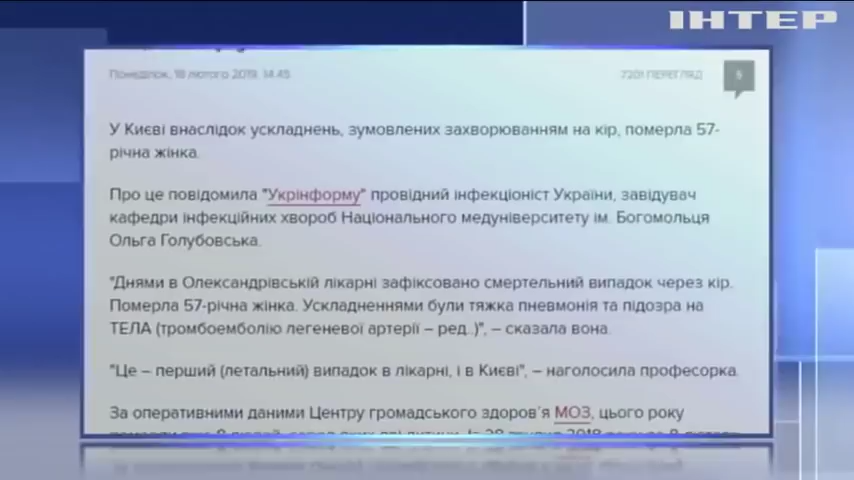 ІНТЕР
Понеділок, 18 лютого 2019, 14:45
7201 ПЕРЕГЛЯД
У Києві внаслідок ускладнень, зумовлених захворюванням на кір, померла 57-
річна жінка.
Про це повідомила "Укрінформу" провідний інфекціоніст України, завідувач
кафедри інфекційних хвороб Національного медуніверситету ім. Богомольця
Ольга Голубовська.
"Днями в Олександрівській лікарні зафіксовано смертельний випадок через кір.
Померла 57-річна жінка. Ускладненнями були тяжка пневмонія та підозра на
ТЕЛА (тромбоемболію легеневої артерії – ред.)", – сказала вона.
"Це – перший (летальний) випадок в лікарні, і в Києві", – наголосила професорка.
За оперативними даними Центру громадського здоров'я МОЗ, цього року